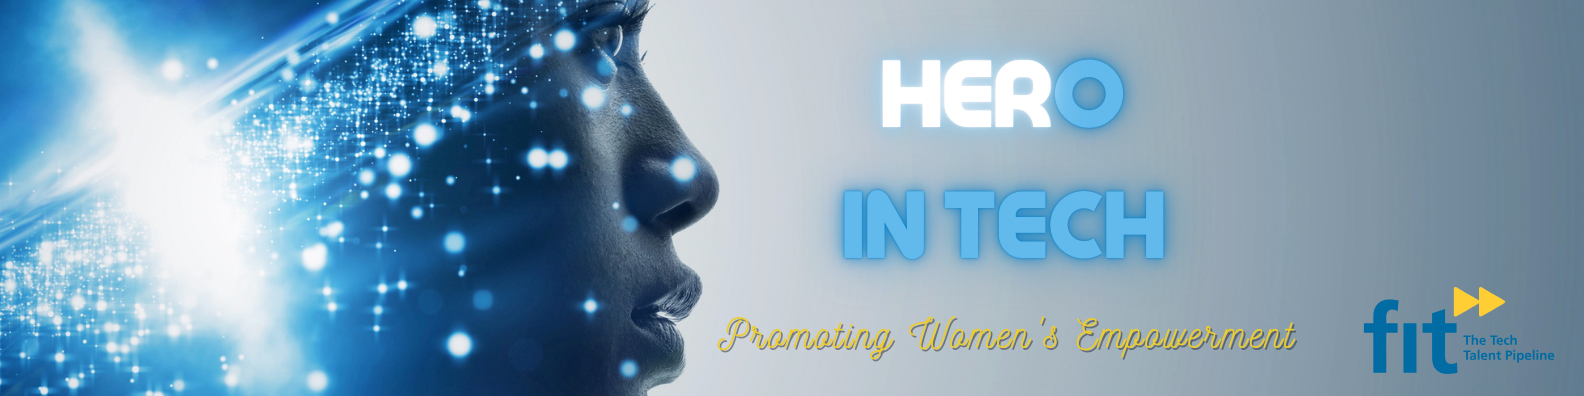 HERO
IN TECH
Promoting Women's Empowerment
fit
The Tech
Talent Pipeline